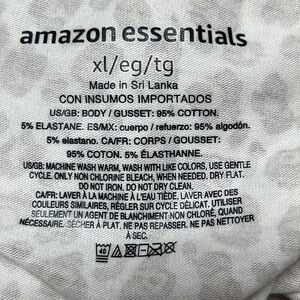 amazon essentials
xl/eg/tg
Made in Sri Lanka
CON INSUMOS IMPORTADOS
US/GB: BODY / GUSSET: 95% COTTON.
5% ELASTANE. ES/MX: cuerpo / refuerzo: 95% algodón.
5% elastano. CA/FR: CORPS / GOUSSET:
95% COTON. 5% ÉLASTHANNE.
US/GB: MACHINE WASH WARM, WASH WITH LIKE COLORS, USE GENTLE
CYCLE. ONLY NON CHLORINE BLEACH, WHEN NEEDED. DRY FLAT.
DO NOT IRON. DO NOT DRY CLEAN.
CA/FR: LAVER À LA MACHINE À L'EAU TIÈDE, LAVER AVEC DES
COULEURS SIMILAIRES, RÉGLER SUR CYCLE DÉLICAT. UTILISER
SEULEMENT UN AGENT DE BLANCHIMENT NON CHLORÉ, QUAND
NÉCESSAIRE. SÉCHER À PLAT. NE PAS REPASSER. NE PAS NETTOYER
À SEC.
40